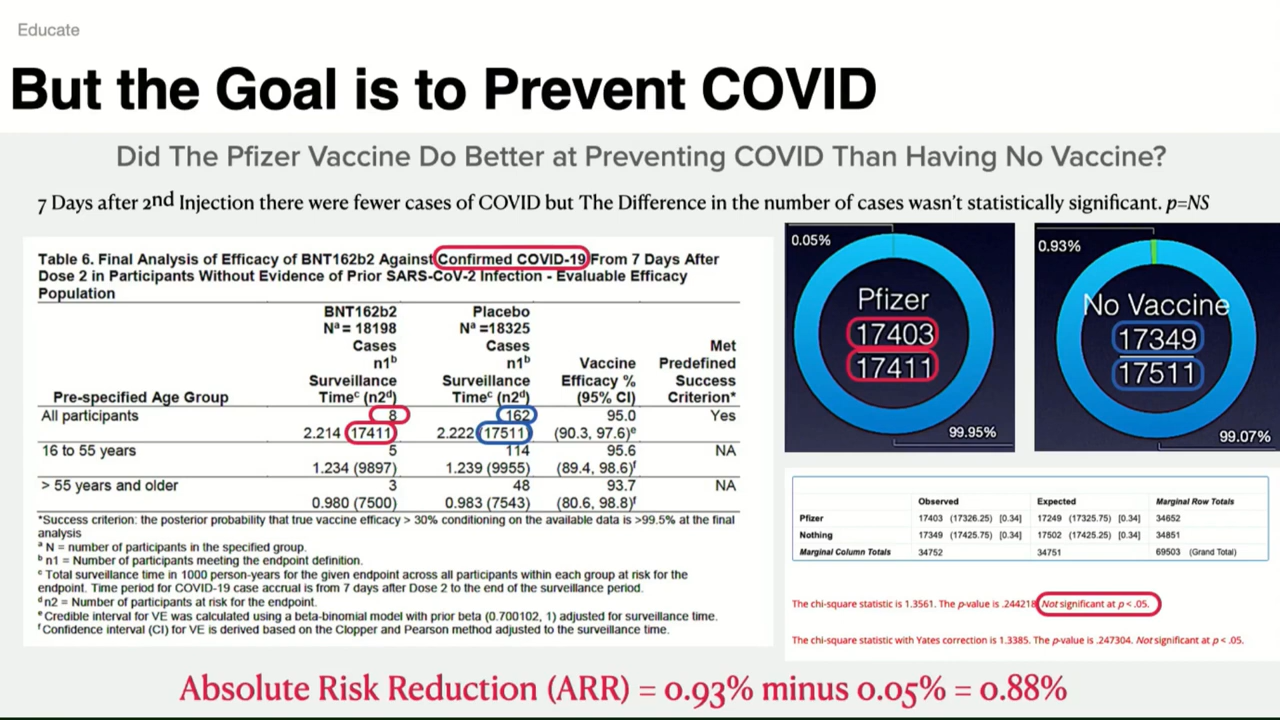 Educate
But the Goal is to Prevent COVID
Did The Pfizer Vaccine Do Better at Preventing COVID Than Having No Vaccine?
7 Days after 2nd Injection there were fewer cases of COVID but The Difference in the number of cases wasn't statistically significant. p=NS
Table 6. Final Analysis of Efficacy of BNT162b2 Against Confirmed COVID-19 From 7 Days After
Dose 2 in Participants Without Evidence of Prior SARS-CoV-2 Infection - Evaluable Efficacy
Population
BNT162b2 Placebo
Nª = 18198 Nª =18325
Cases Cases Met
n1ᵇ n1ᵇ Vaccine Predefined
Surveillance Surveillance Efficacy % Success
Pre-specified Age Group Timeᶜ (n2ᵈ) Timeᶜ (n2ᵈ) (95% CI) Criterion*
All participants 8 162 95.0 Yes
2.214 (17411) 2.222 (17511) (90.3, 97.6)ᵉ
16 to 55 years 5 114 95.6 NA
1.234 (9897) 1.239 (9955) (89.4, 98.6)ᶠ
> 55 years and older 3 48 93.7 NA
0.980 (7500) 0.983 (7543) (80.6, 98.8)ᶠ
*Success criterion: the posterior probability that true vaccine efficacy > 30% conditioning on the available data is >99.5% at the final
analysis
ª N = number of participants in the specified group.
ᵇ n1 = Number of participants meeting the endpoint definition.
ᶜ Total surveillance time in 1000 person-years for the given endpoint across all participants within each group at risk for the
endpoint. Time period for COVID-19 case accrual is from 7 days after Dose 2 to the end of the surveillance period.
ᵈ n2 = Number of participants at risk for the endpoint.
ᵉ Credible interval for VE was calculated using a beta-binomial model with prior beta (0.700102, 1) adjusted for surveillance time.
ᶠ Confidence interval (CI) for VE is derived based on the Clopper and Pearson method adjusted to the surveillance time.
0.05%
Pfizer
17403
17411
99.95%
0.93%
No Vaccine
17349
17511
99.07%
Observed Expected Marginal Row Totals
Pfizer 17403 (17326.25) [0.34] 17249 (17325.75) [0.34] 34652
Nothing 17349 (17425.75) [0.34] 17502 (17425.25) [0.34] 34851
Marginal Column Totals 34752 34751 69503 (Grand Total)
The chi-square statistic is 1.3561. The p-value is .244218 Not significant at p < .05.
The chi-square statistic with Yates correction is 1.3385. The p-value is .247304. Not significant at p < .05.
Absolute Risk Reduction (ARR) = 0.93% minus 0.05% = 0.88%